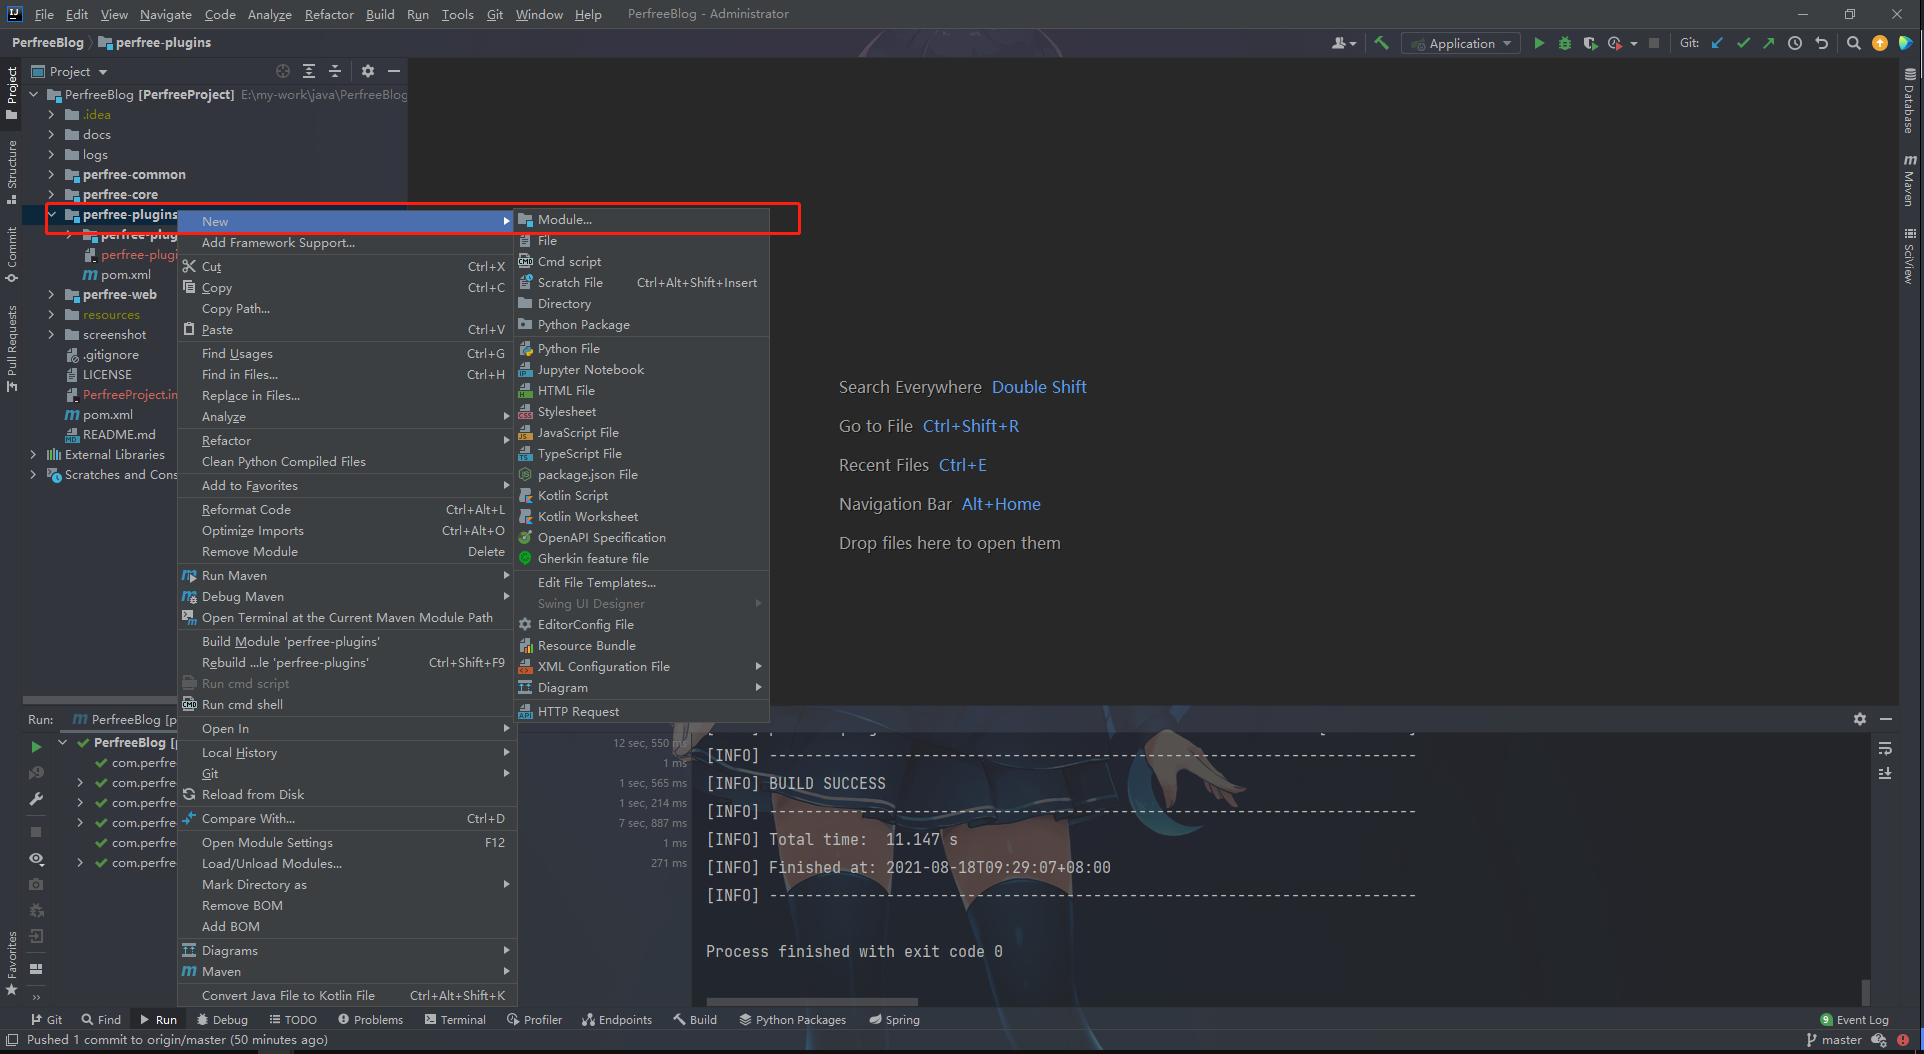 File Edit View Navigate Code Analyze Refactor Build Run Tools Git Window Help PerfreeBlog - Administrator
PerfreeBlog perfree-plugins
Application
Git:
Project
PerfreeBlog [PerfreeProject] E:\my-work\java\PerfreeBlog
.idea
docs
logs
perfree-common
perfree-core
perfree-plugins
perfree-plug
perfree-plugi
pom.xml
perfree-web
resources
screenshot
.gitignore
LICENSE
PerfreeProject.im
pom.xml
README.md
External Libraries
Scratches and Cons
Project
Structure
Commit
Pull Requests
Favorites
New
Add Framework Support...
Cut Ctrl+X
Copy Ctrl+C
Copy Path...
Paste Ctrl+V
Find Usages Ctrl+G
Find in Files... Ctrl+H
Replace in Files...
Analyze
Refactor
Clean Python Compiled Files
Add to Favorites
Reformat Code Ctrl+Alt+L
Optimize Imports Ctrl+Alt+O
Remove Module Delete
Run Maven
Debug Maven
Open Terminal at the Current Maven Module Path
Build Module 'perfree-plugins'
Rebuild ...le 'perfree-plugins' Ctrl+Shift+F9
Run cmd script
Run cmd shell
Open In
Local History
Git
Reload from Disk
Compare With... Ctrl+D
Open Module Settings F12
Load/Unload Modules...
Mark Directory as
Remove BOM
Add BOM
Diagrams
Maven
Convert Java File to Kotlin File Ctrl+Alt+Shift+K
Module...
File
Cmd script
Scratch File Ctrl+Alt+Shift+Insert
Directory
Python Package
Python File
Jupyter Notebook
HTML File
Stylesheet
JavaScript File
TypeScript File
package.json File
Kotlin Script
Kotlin Worksheet
OpenAPI Specification
Gherkin feature file
Edit File Templates...
Swing UI Designer
EditorConfig File
Resource Bundle
XML Configuration File
Diagram
HTTP Request
Search Everywhere Double Shift
Go to File Ctrl+Shift+R
Recent Files Ctrl+E
Navigation Bar Alt+Home
Drop files here to open them
Database
Maven
SciView
Run: PerfreeBlog [p
PerfreeBlog [p 12 sec, 550 ms
com.perfre 1 ms
com.perfre 1 sec, 565 ms
com.perfre 1 sec, 214 ms
com.perfre 7 sec, 887 ms
com.perfre 1 ms
com.perfre 271 ms
[INFO] ------------------------------------------------------------------------
[INFO] BUILD SUCCESS
[INFO] ------------------------------------------------------------------------
[INFO] Total time:  11.147 s
[INFO] Finished at: 2021-08-18T09:29:07+08:00
[INFO] ------------------------------------------------------------------------
Process finished with exit code 0
Git Find Run Debug TODO Problems Terminal Profiler Endpoints Build Python Packages Spring 9 Event Log
Pushed 1 commit to origin/master (50 minutes ago) master